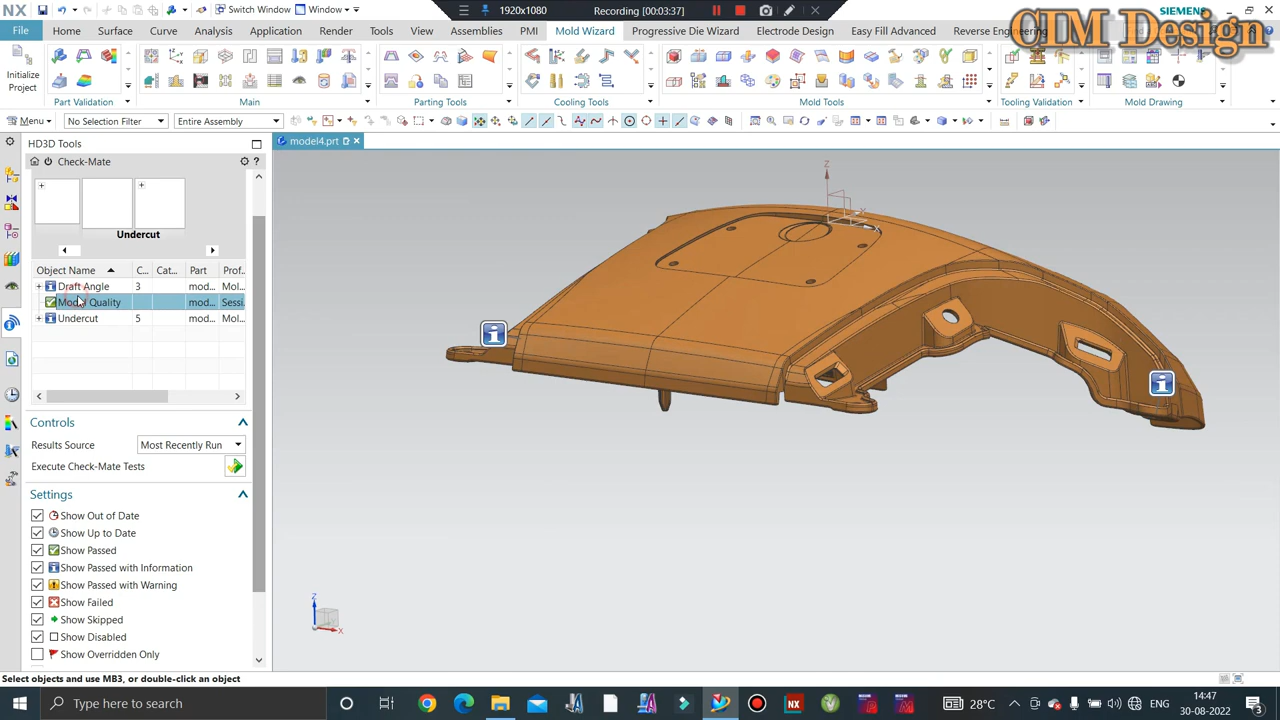 NX
Window
Window
1920x1080
Recording [00:03:37]
SIEMENS
CIM Design
File
Home
Surface
Curve
Analysis
Application
Render
Tools
View
Assemblies
PMI
Mold Wizard
Progressive Die Wizard
Electrode Design
Easy Fill Advanced
Reverse Engineering
Initialize
Project
Part Validation
Main
Parting Tools
Cooling Tools
Mold Tools
Tooling Validation
Mold Drawing
Menu
No Selection Filter
Entire Assembly
HD3D Tools
model4.prt
Check-Mate
Undercut
Object Name C... Cat... Part Prof...
Draft Angle 3 mod... Mol...
Model Quality mod... Sessi...
Undercut 5 mod... Mol...
Controls
Results Source Most Recently Run
Execute Check-Mate Tests
Settings
Show Out of Date
Show Up to Date
Show Passed
Show Passed with Information
Show Passed with Warning
Show Failed
Show Skipped
Show Disabled
Show Overridden Only
Z
X
Z
X
Select objects and use MB3, or double-click an object
Type here to search
28°C
ENG
14:47
30-08-2022
3